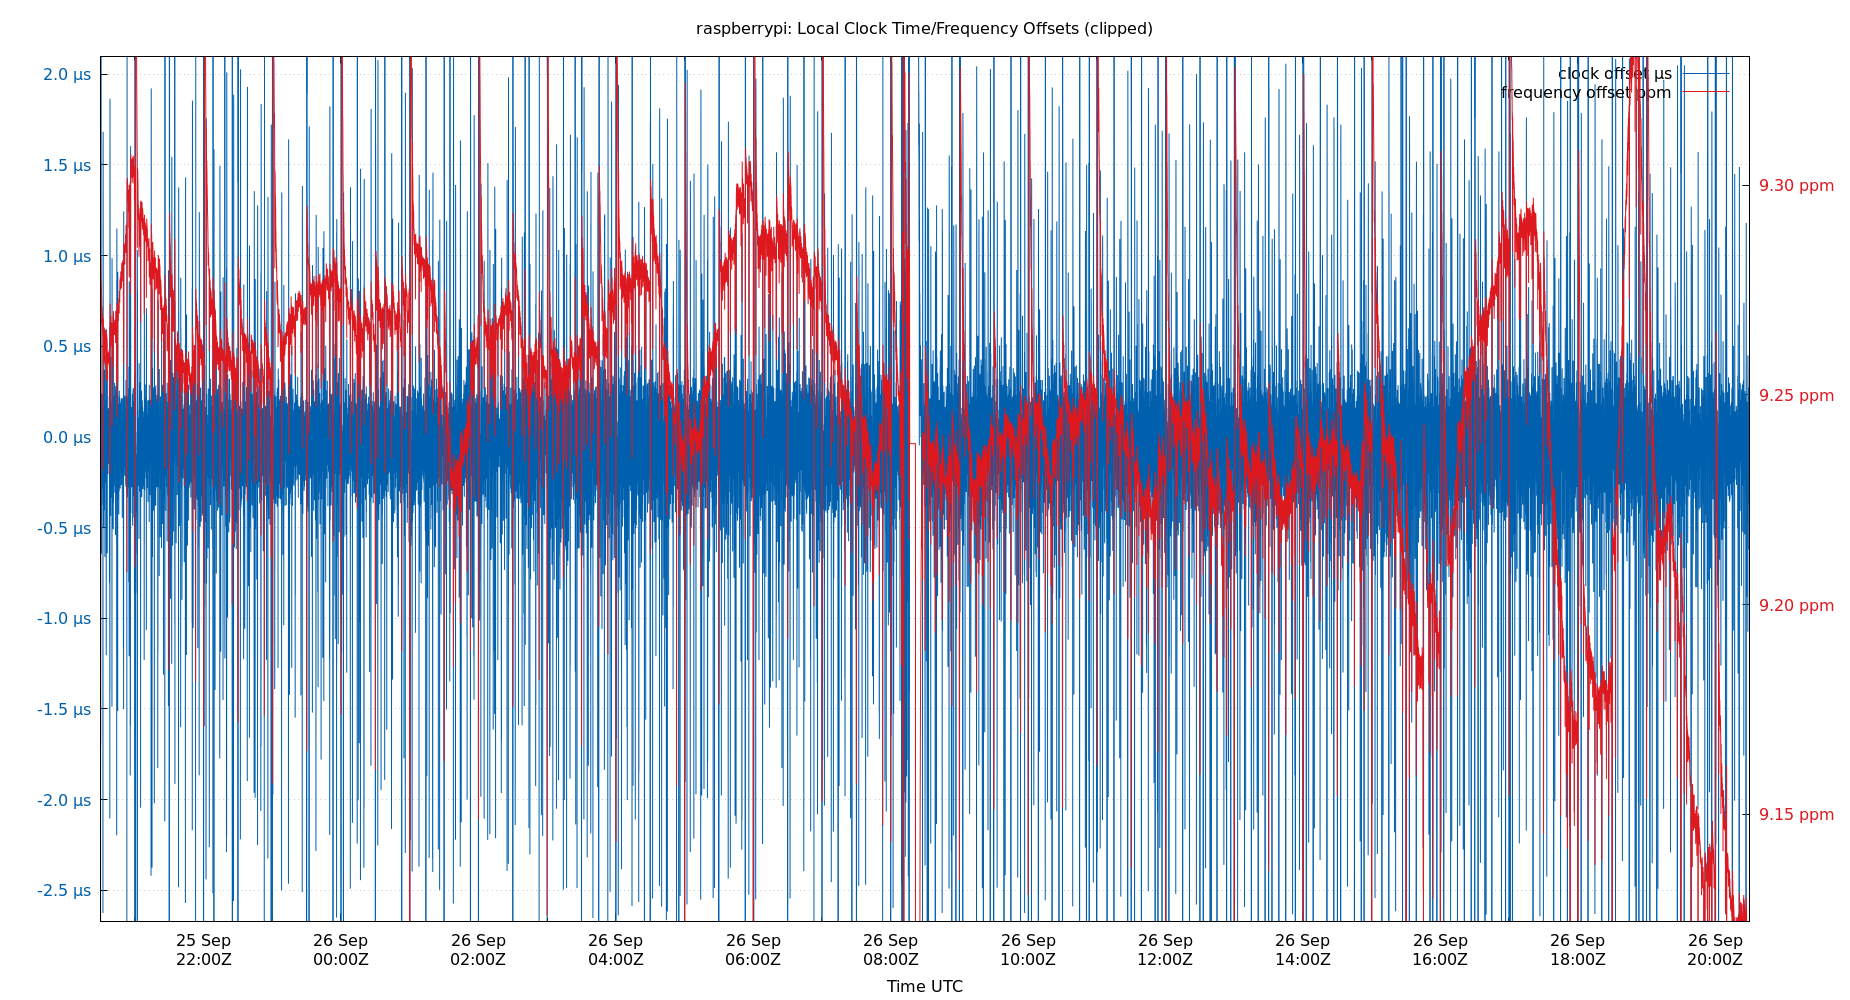 raspberrypi: Local Clock Time/Frequency Offsets (clipped)
clock offset µs
frequency offset ppm
2.0 µs
1.5 µs
1.0 µs
0.5 µs
0.0 µs
-0.5 µs
-1.0 µs
-1.5 µs
-2.0 µs
-2.5 µs
9.30 ppm
9.25 ppm
9.20 ppm
9.15 ppm
25 Sep
22:00Z
26 Sep
00:00Z
26 Sep
02:00Z
26 Sep
04:00Z
26 Sep
06:00Z
26 Sep
08:00Z
26 Sep
10:00Z
26 Sep
12:00Z
26 Sep
14:00Z
26 Sep
16:00Z
26 Sep
18:00Z
26 Sep
20:00Z
Time UTC